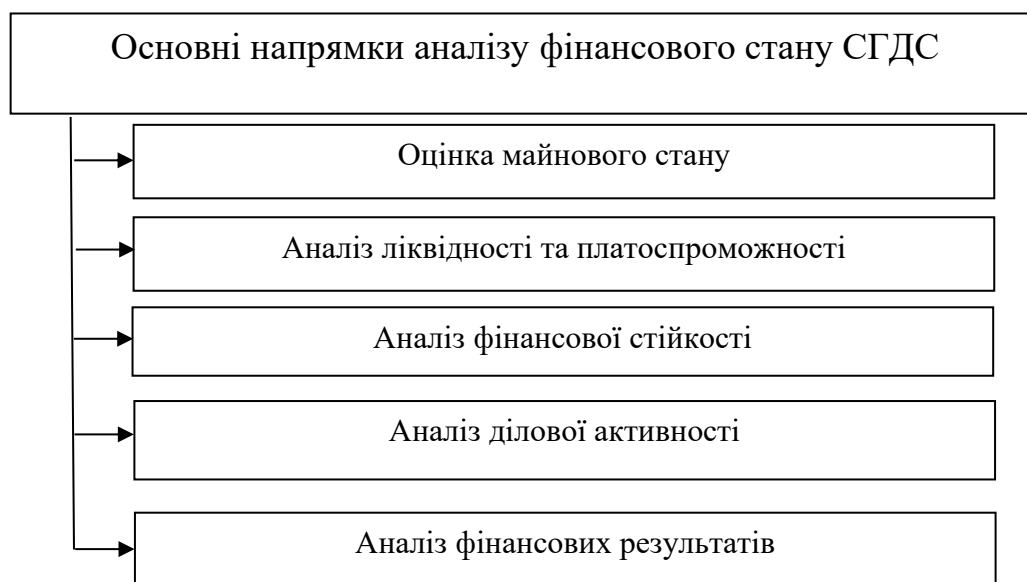 Основні напрямки аналізу фінансового стану СГДС
Оцінка майнового стану
Аналіз ліквідності та платоспроможності
Аналіз фінансової стійкості
Аналіз ділової активності
Аналіз фінансових результатів